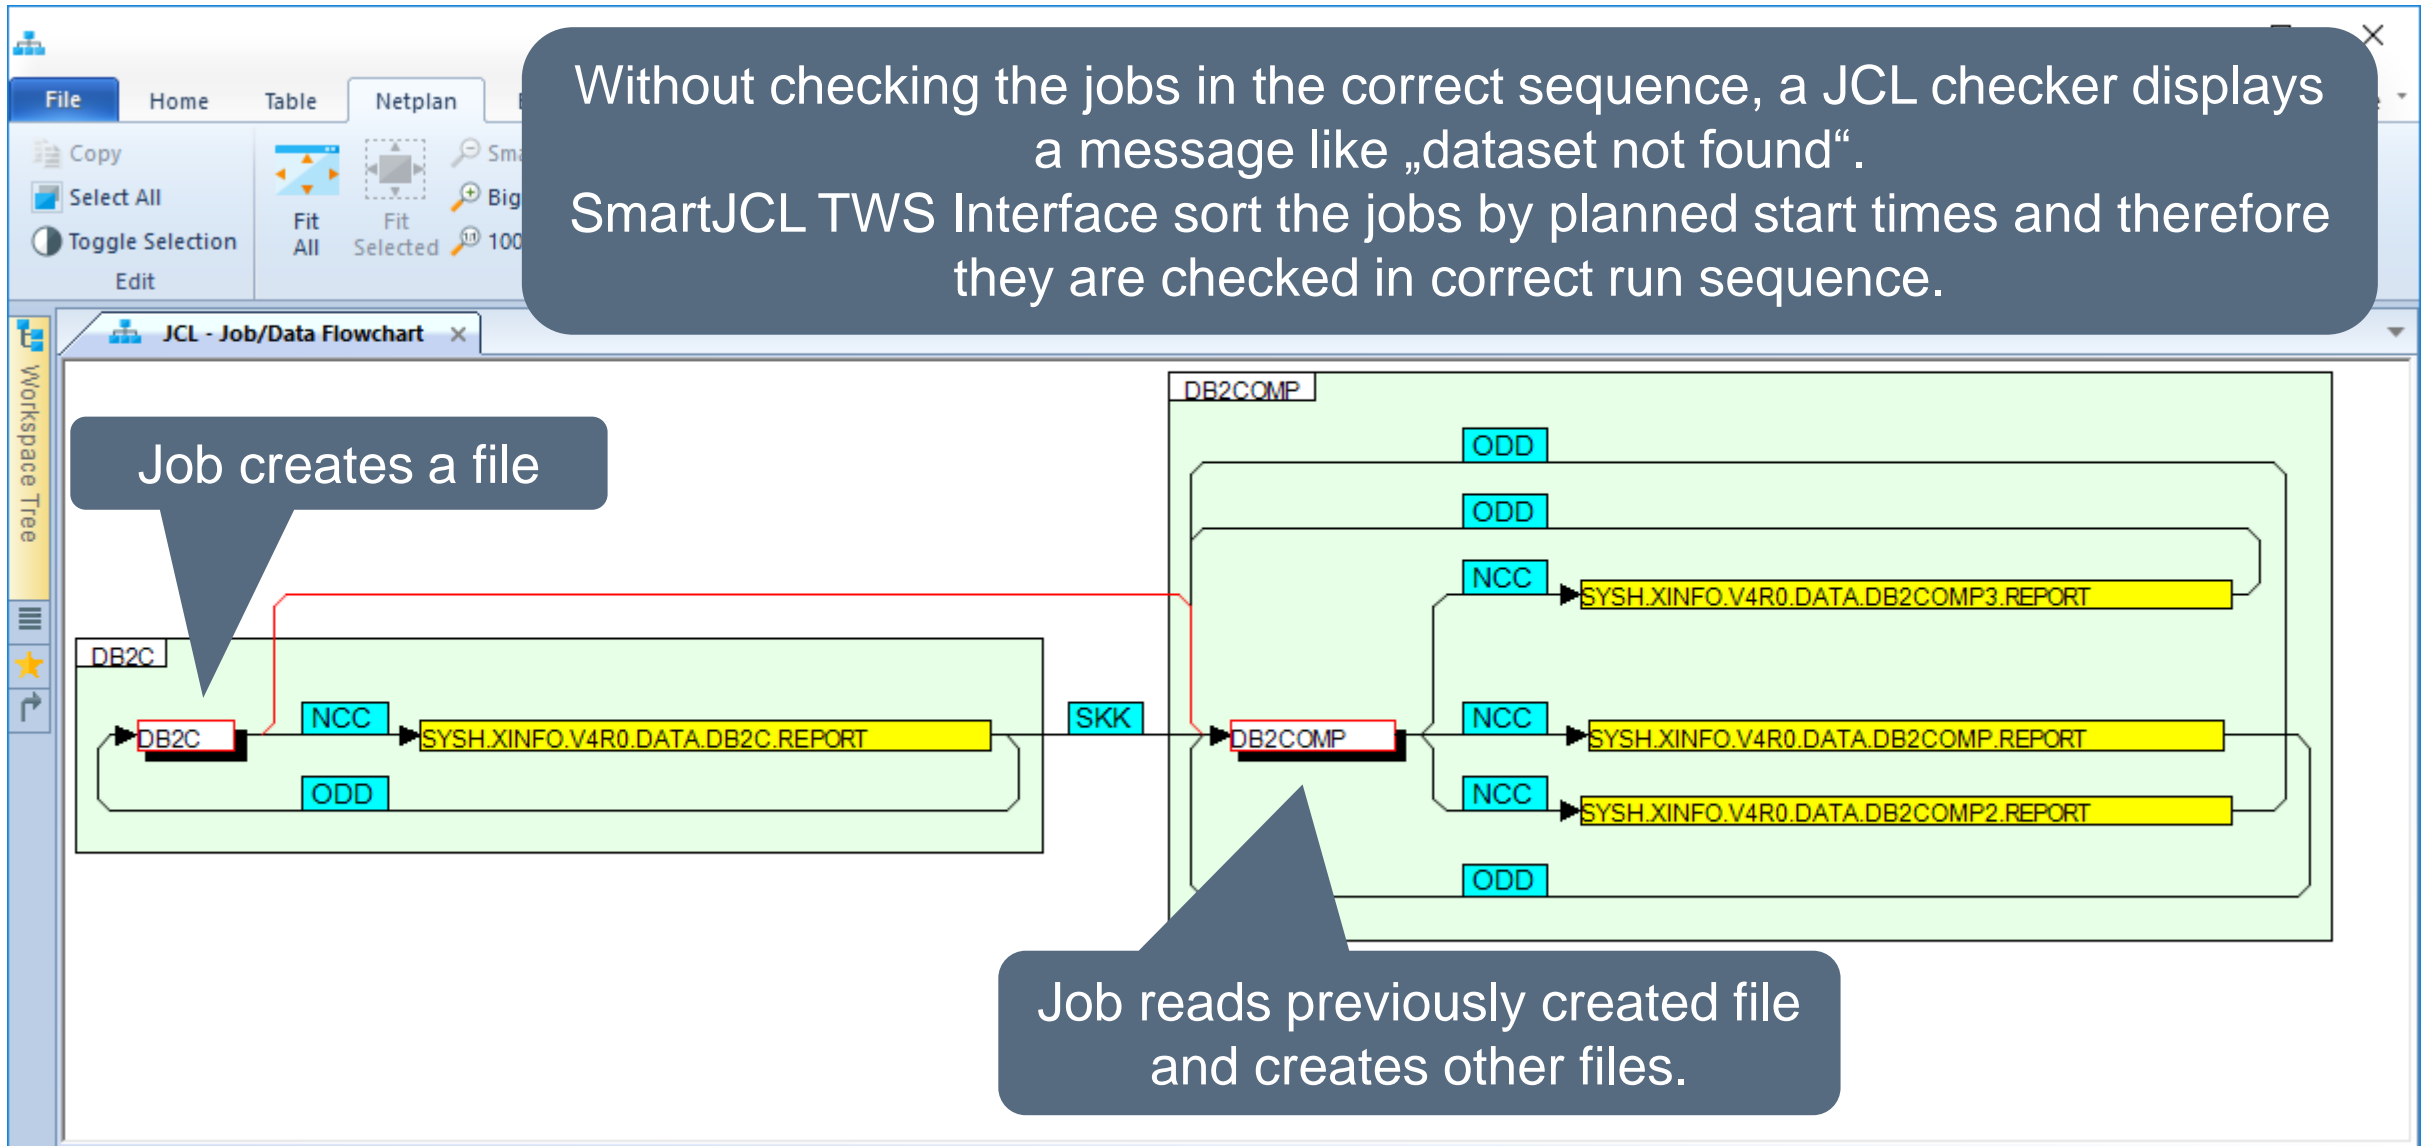 Without checking the jobs in the correct sequence, a JCL checker displays
a message like „dataset not found“.
SmartJCL TWS Interface sort the jobs by planned start times and therefore
they are checked in correct run sequence.
File
Home
Table
Netplan
Copy
Select All
Toggle Selection
Edit
Fit
All
Fit
Selected
Big
100
JCL - Job/Data Flowchart
Workspace Tree
Job creates a file
DB2COMP
ODD
ODD
NCC
SYSH.XINFO.V4R0.DATA.DB2COMP3.REPORT
DB2C
DB2C
NCC
SYSH.XINFO.V4R0.DATA.DB2C.REPORT
ODD
SKK
DB2COMP
NCC
SYSH.XINFO.V4R0.DATA.DB2COMP.REPORT
NCC
SYSH.XINFO.V4R0.DATA.DB2COMP2.REPORT
ODD
Job reads previously created file
and creates other files.